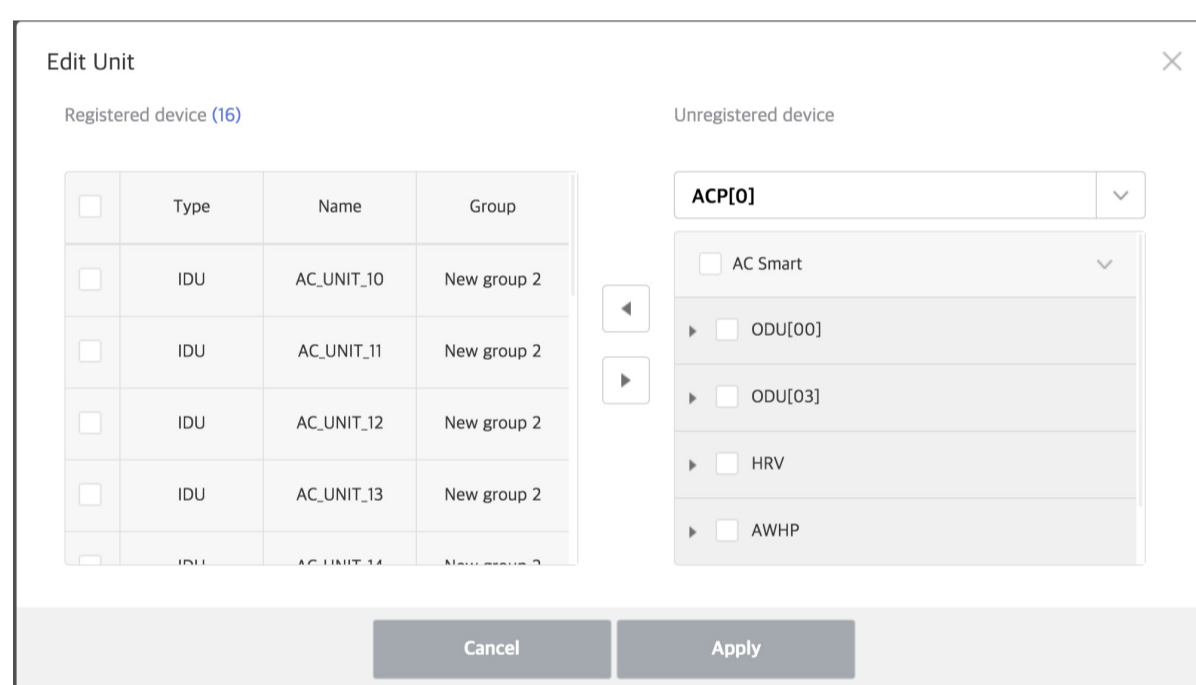 Edit Unit
Registered device (16)
Type Name Group
IDU AC_UNIT_10 New group 2
IDU AC_UNIT_11 New group 2
IDU AC_UNIT_12 New group 2
IDU AC_UNIT_13 New group 2
Unregistered device
ACP[0]
AC Smart
ODU[00]
ODU[03]
HRV
AWHP
Cancel Apply